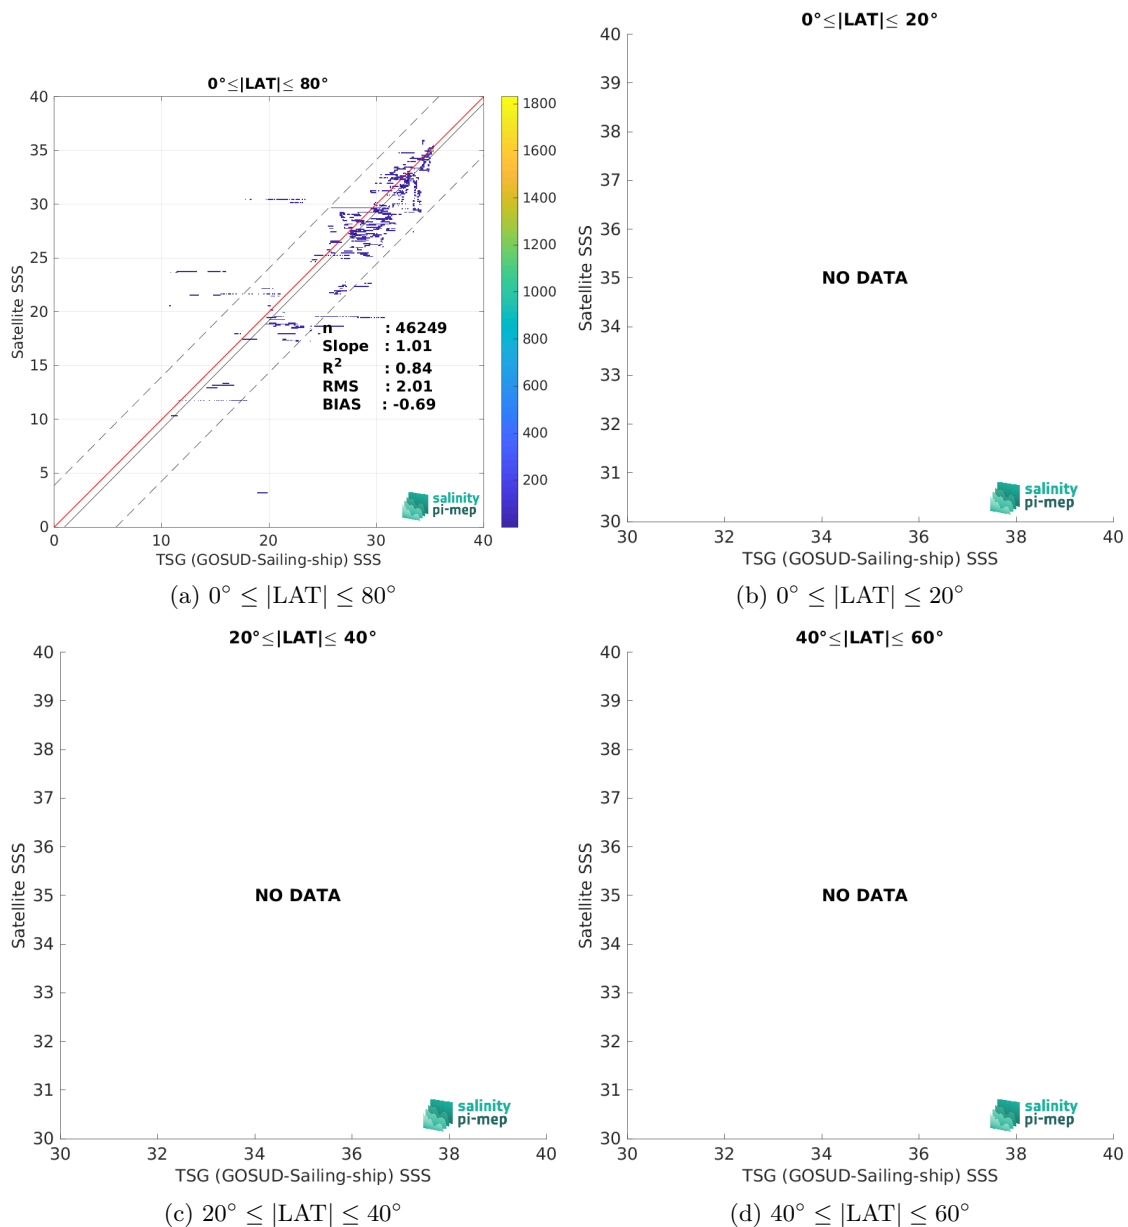 0°≤|LAT|≤ 80°
40
35
30
25
20
15
10
5
0
Satellite SSS
0
10
20
30
40
TSG (GOSUD-Sailing-ship) SSS
n : 46249
Slope : 1.01
R² : 0.84
RMS : 2.01
BIAS : -0.69
salinity
pi-mep
1800
1600
1400
1200
1000
800
600
400
200
(a) 0° ≤ |LAT| ≤ 80°
0°≤|LAT|≤ 20°
40
39
38
37
36
35
34
33
32
31
30
Satellite SSS
NO DATA
salinity
pi-mep
30
32
34
36
38
40
TSG (GOSUD-Sailing-ship) SSS
(b) 0° ≤ |LAT| ≤ 20°
20°≤|LAT|≤ 40°
40
39
38
37
36
35
34
33
32
31
30
Satellite SSS
NO DATA
salinity
pi-mep
30
32
34
36
38
40
TSG (GOSUD-Sailing-ship) SSS
(c) 20° ≤ |LAT| ≤ 40°
40°≤|LAT|≤ 60°
40
39
38
37
36
35
34
33
32
31
30
Satellite SSS
NO DATA
salinity
pi-mep
30
32
34
36
38
40
TSG (GOSUD-Sailing-ship) SSS
(d) 40° ≤ |LAT| ≤ 60°